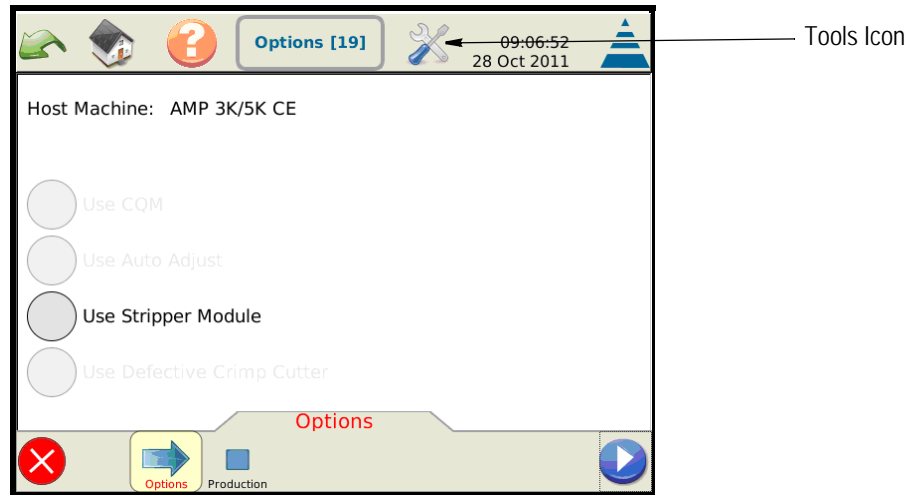 Options [19]
09:06:52
28 Oct 2011
Tools Icon
Host Machine: AMP 3K/5K CE
Use CQM
Use Auto Adjust
Use Stripper Module
Use Defective Crimp Cutter
Options
Options
Production